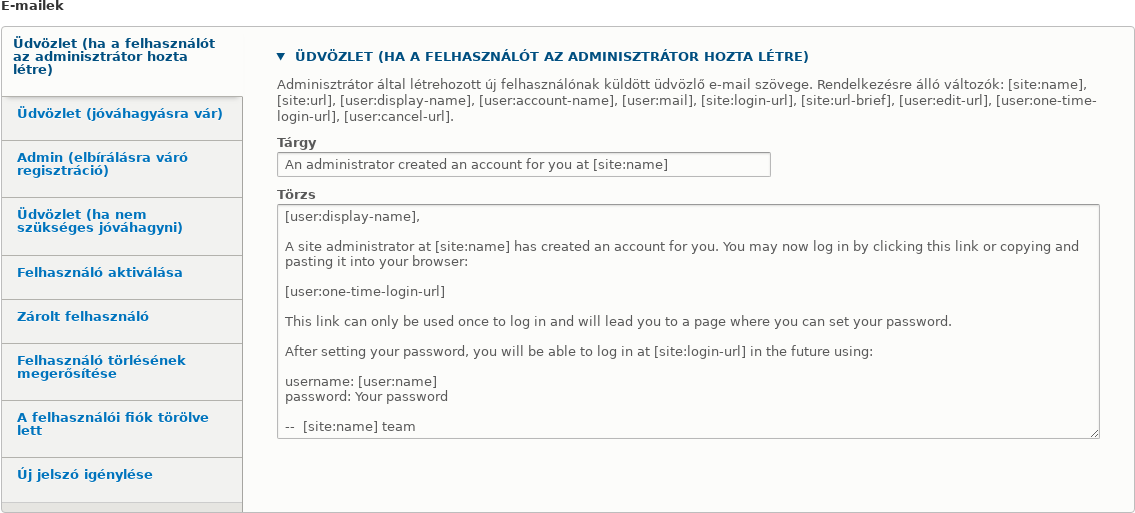 E-mailek
Üdvözlet (ha a felhasználót
az adminisztrátor hozta
létre)
Üdvözlet (jóváhagyásra vár)
Admin (elbírálásra váró
regisztráció)
Üdvözlet (ha nem
szükséges jóváhagyni)
Felhasználó aktiválása
Zárolt felhasználó
Felhasználó törlésének
megerősítése
A felhasználói fiók törölve
lett
Új jelszó igénylése
ÜDVÖZLET (HA A FELHASZNÁLÓT AZ ADMINISZTRÁTOR HOZTA LÉTRE)
Adminisztrátor által létrehozott új felhasználónak küldött üdvözlő e-mail szövege. Rendelkezésre álló változók: [site:name],
[site:url], [user:display-name], [user:account-name], [user:mail], [site:login-url], [site:url-brief], [user:edit-url], [user:one-time-
login-url], [user:cancel-url].
Tárgy
An administrator created an account for you at [site:name]
Törzs
[user:display-name],
A site administrator at [site:name] has created an account for you. You may now log in by clicking this link or copying and
pasting it into your browser:
[user:one-time-login-url]
This link can only be used once to log in and will lead you to a page where you can set your password.
After setting your password, you will be able to log in at [site:login-url] in the future using:
username: [user:name]
password: Your password
--  [site:name] team